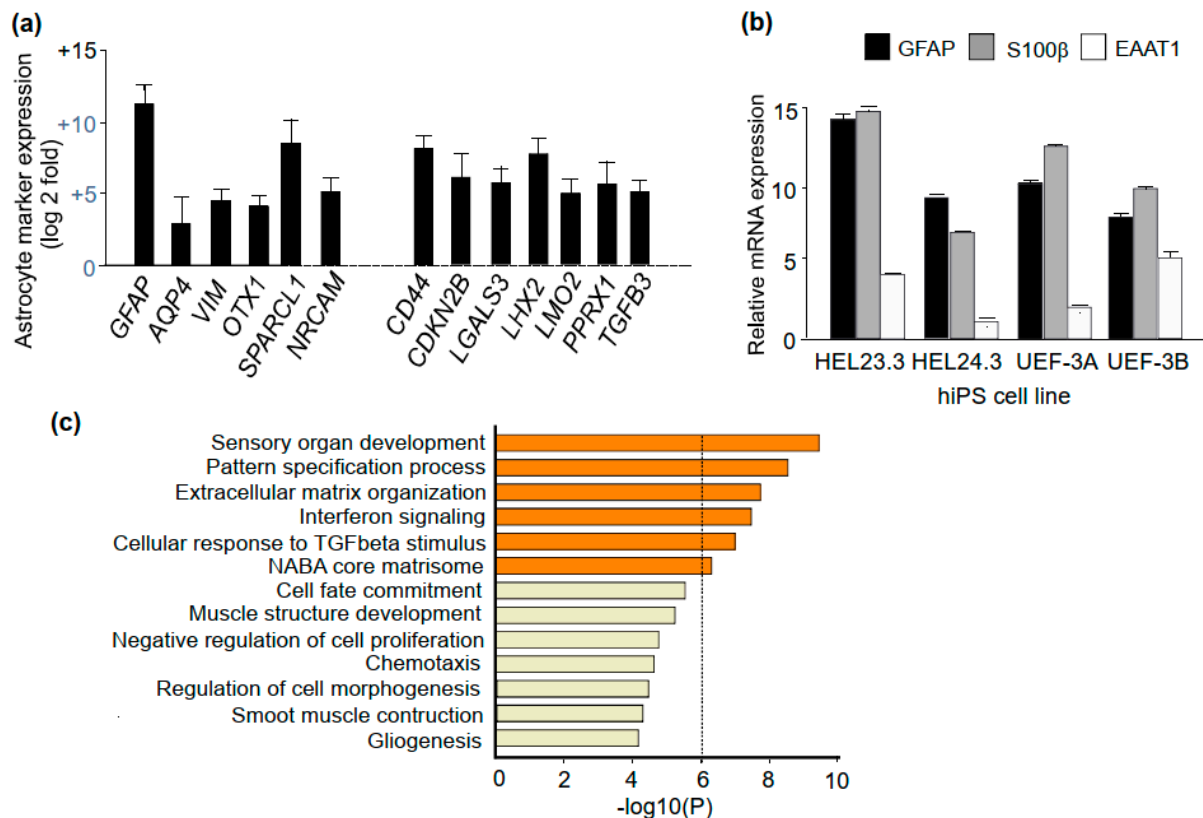 (a)
+15
+10
+5
0
Astrocyte marker expression
(log 2 fold)
GFAP
AQP4
VIM
OTX1
SPARCL1
NRCAM
CD44
CDKN2B
LGALS3
LHX2
LMO2
PPRX1
TGFB3
(b)
GFAP S100β EAAT1
15
10
5
0
Relative mRNA expression
HEL23.3 HEL24.3 UEF-3A UEF-3B
hiPS cell line
(c)
Sensory organ development
Pattern specification process
Extracellular matrix organization
Interferon signaling
Cellular response to TGFbeta stimulus
NABA core matrisome
Cell fate commitment
Muscle structure development
Negative regulation of cell proliferation
Chemotaxis
Regulation of cell morphogenesis
Smoot muscle contruction
Gliogenesis
0 2 4 6 8 10
-log10(P)